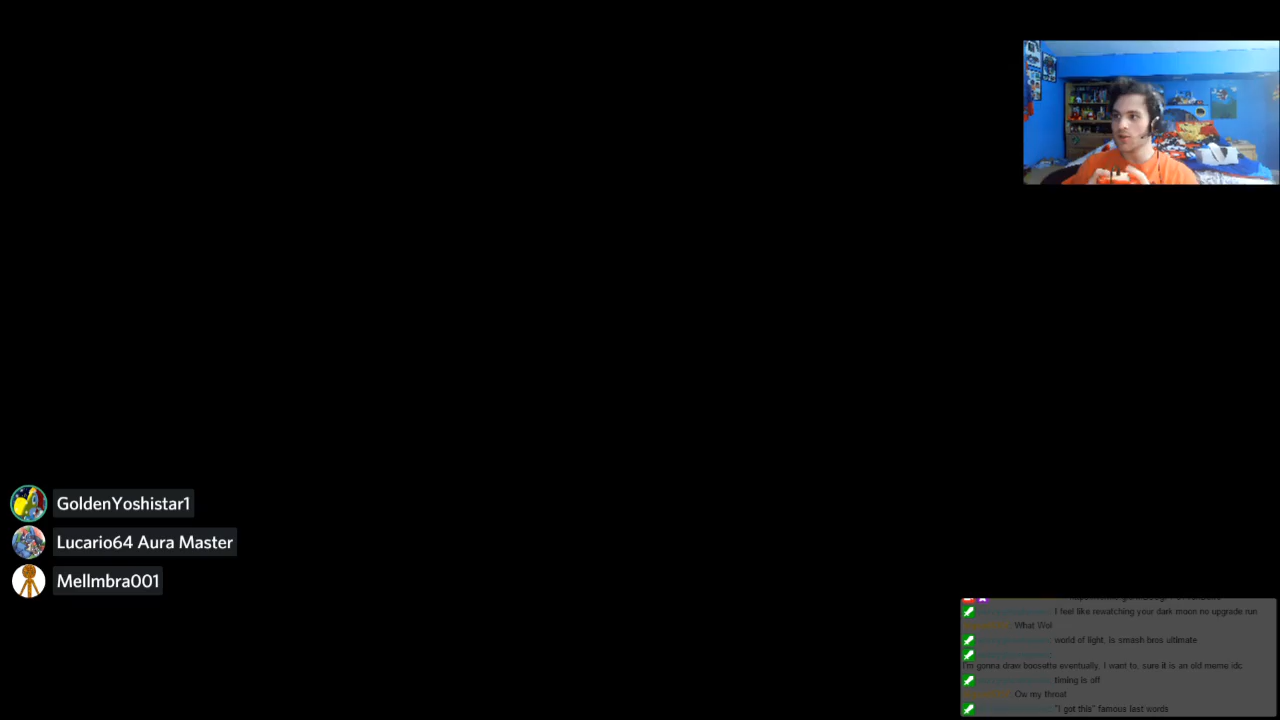 GoldenYoshistar1
Lucario64 Aura Master
Mellmbra001
I feel like rewatching your dark moon no upgrade run
: What Wol
world of light, is smash bros ultimate
I'm gonna draw boosette eventually, I want to, sure it is an old meme idc
timing is off
: Ow my throat
"I got this" famous last words